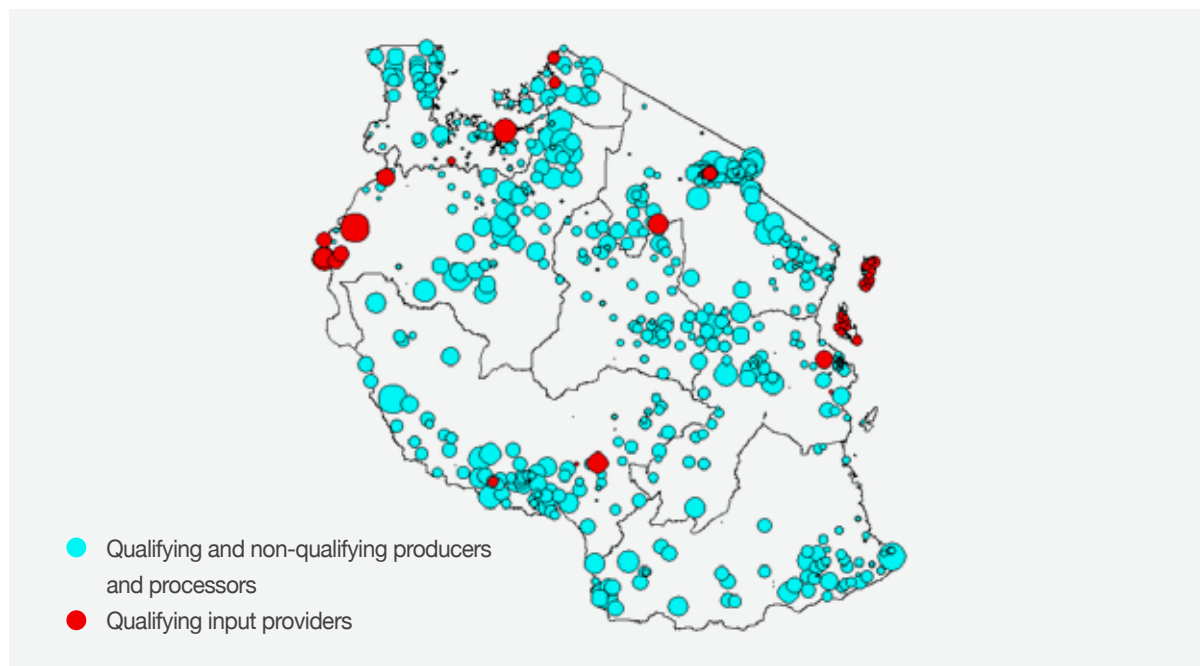 Qualifying and non-qualifying producers
and processors
Qualifying input providers